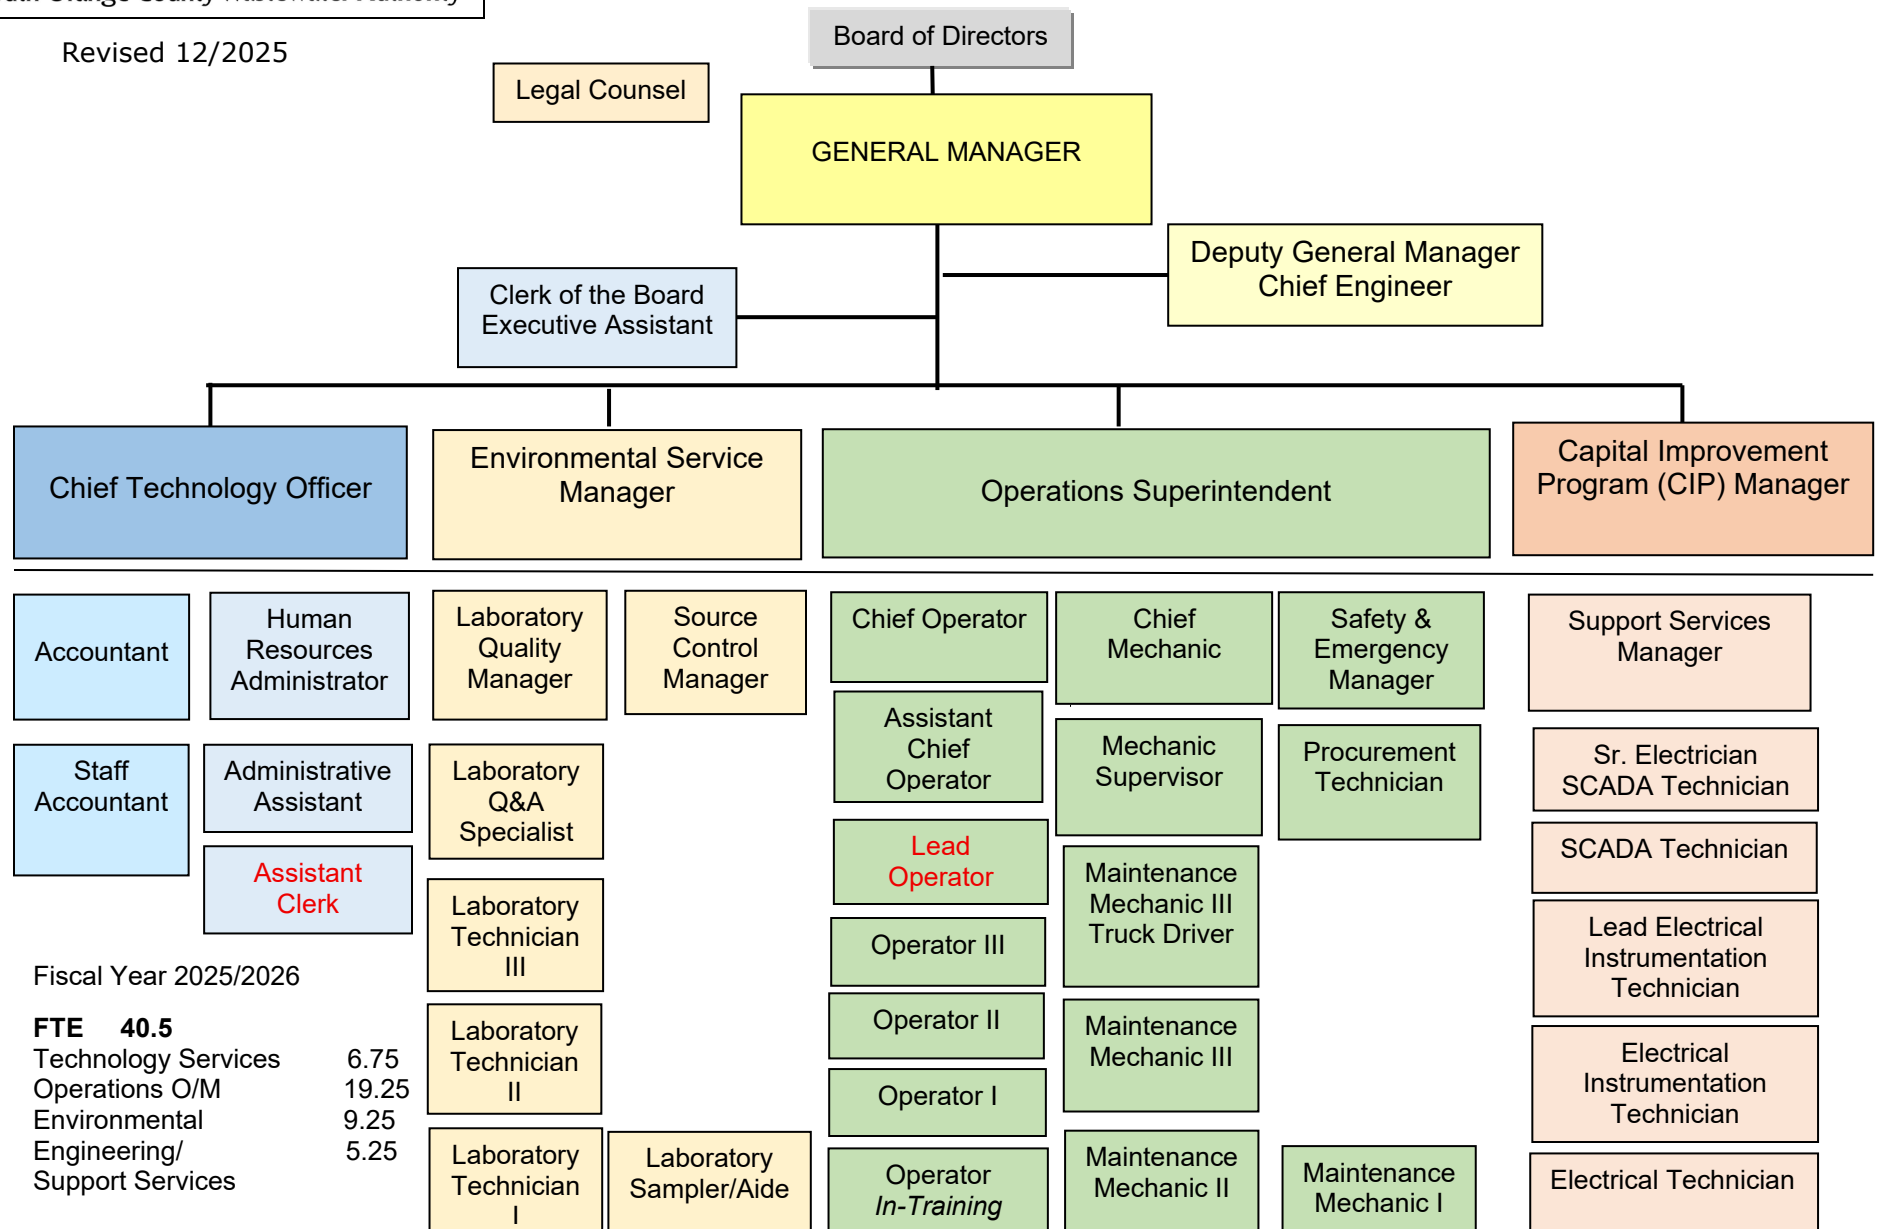 Orange County Wastewater Authority
Revised 12/2025
Board of Directors
Legal Counsel
GENERAL MANAGER
Deputy General Manager
Chief Engineer
Clerk of the Board
Executive Assistant
Chief Technology Officer
Environmental Service
Manager
Operations Superintendent
Capital Improvement
Program (CIP) Manager
Accountant
Human
Resources
Administrator
Laboratory
Quality
Manager
Source
Control
Manager
Chief Operator
Chief
Mechanic
Safety &
Emergency
Manager
Support Services
Manager
Staff
Accountant
Administrative
Assistant
Assistant
Clerk
Laboratory
Q&A
Specialist
Laboratory
Technician
III
Laboratory
Technician
II
Laboratory
Technician
I
Laboratory
Sampler/Aide
Assistant
Chief
Operator
Lead
Operator
Operator III
Operator II
Operator I
Operator
In-Training
Mechanic
Supervisor
Maintenance
Mechanic III
Truck Driver
Maintenance
Mechanic III
Maintenance
Mechanic II
Procurement
Technician
Maintenance
Mechanic I
Sr. Electrician
SCADA Technician
SCADA Technician
Lead Electrical
Instrumentation
Technician
Electrical
Instrumentation
Technician
Electrical Technician
Fiscal Year 2025/2026
FTE 40.5
Technology Services 6.75
Operations O/M 19.25
Environmental 9.25
Engineering/ 5.25
Support Services